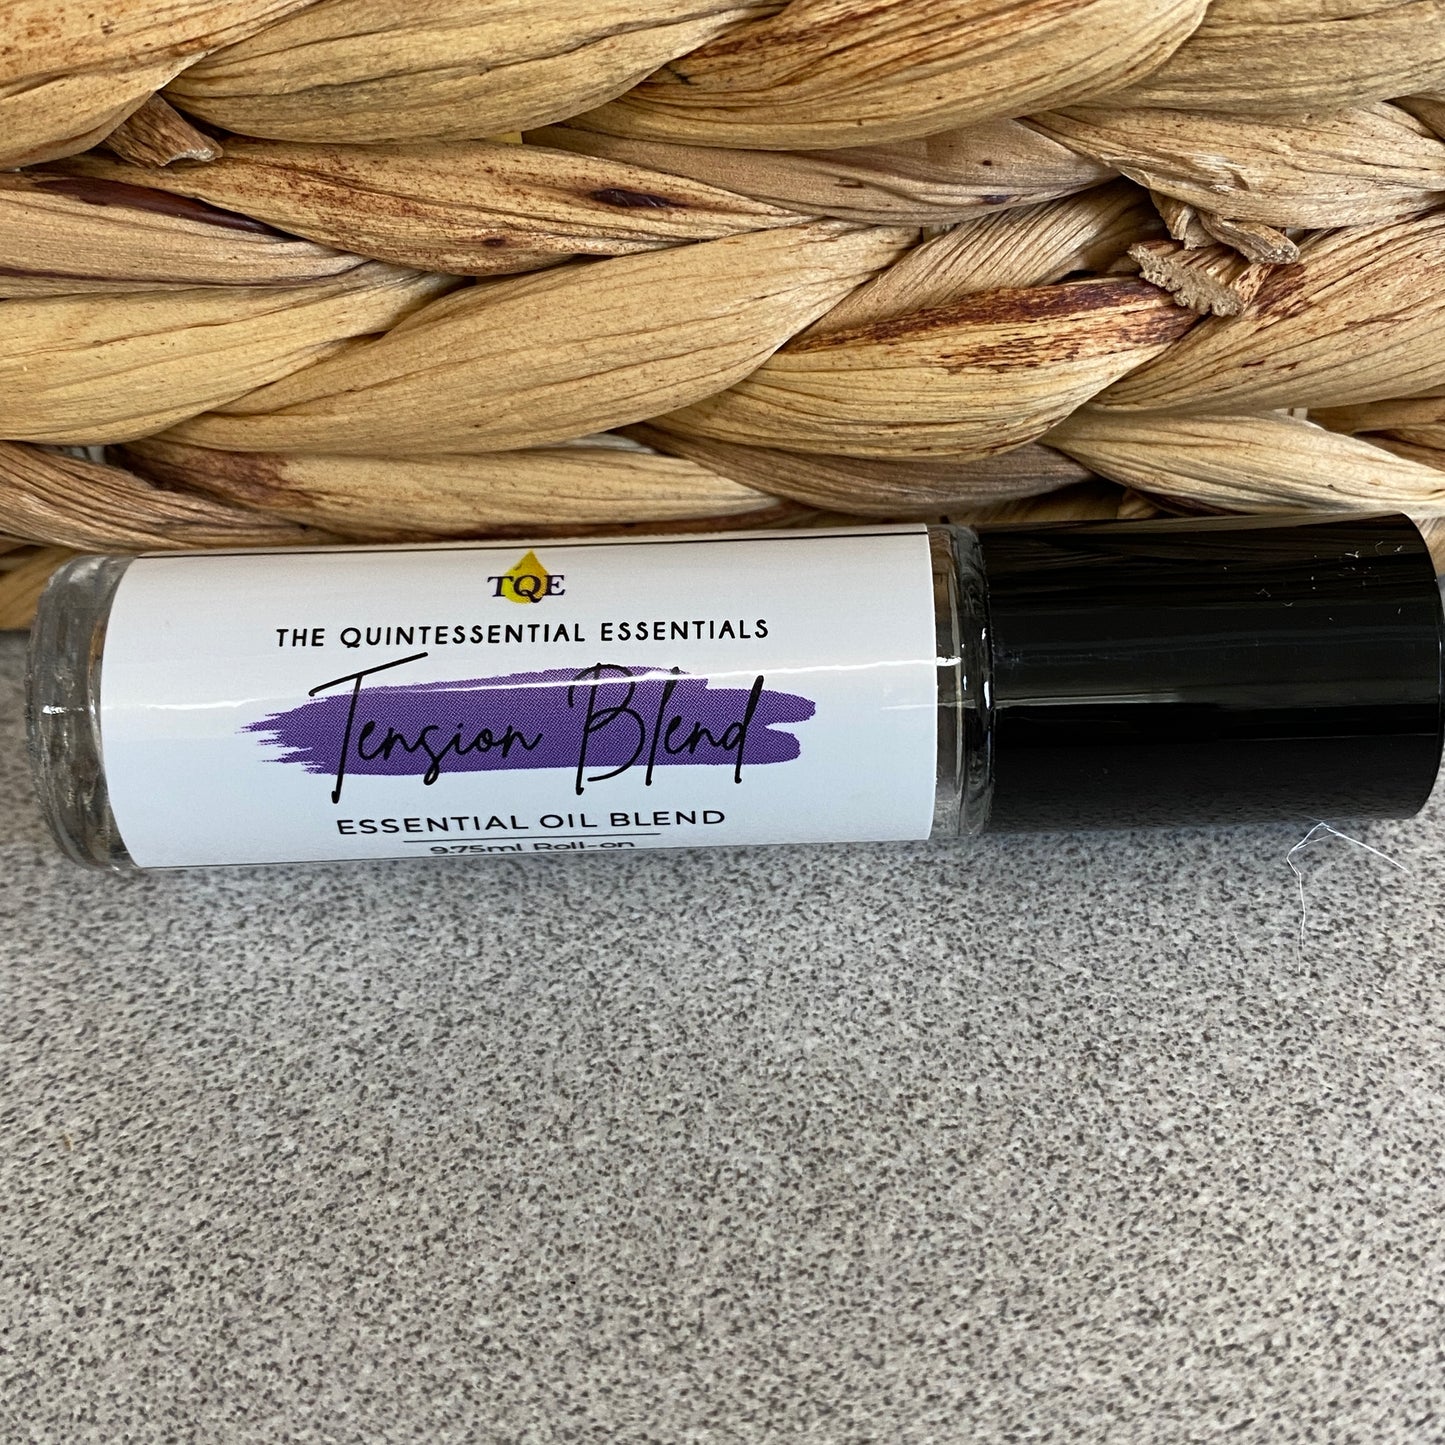 TQE
THE QUINTESSENTIAL ESSENTIALS
Tension Blend
ESSENTIAL OIL BLEND
9.75ml Roll-on